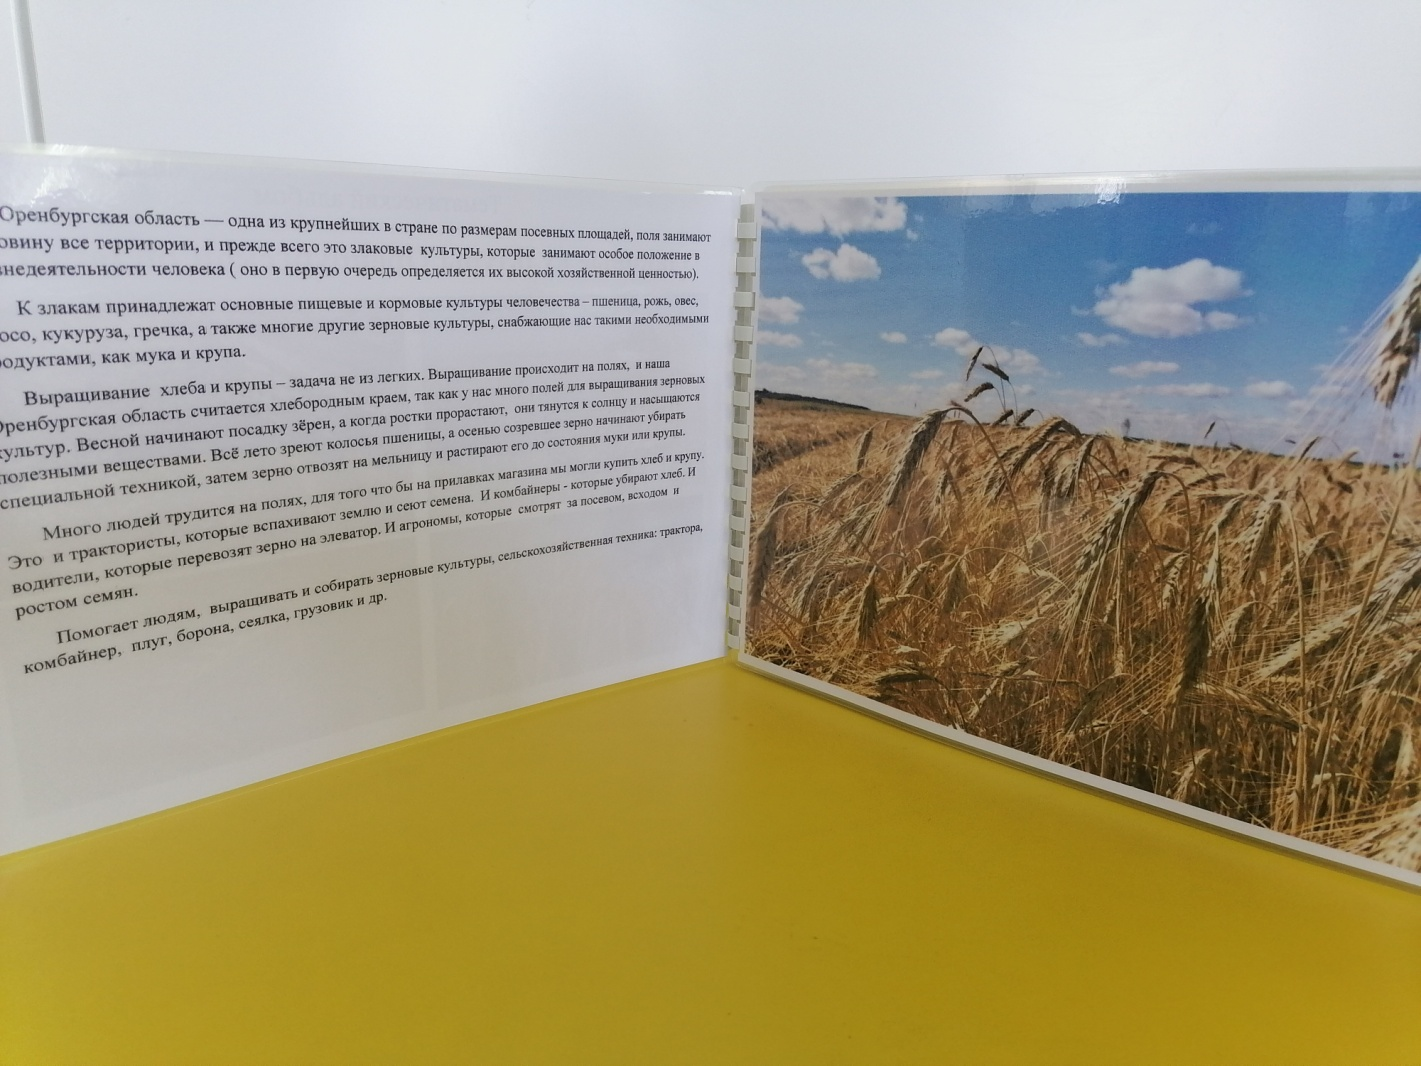 Оренбургская область — одна из крупнейших в стране по размерам посевных площадей, поля занимают
овину все территории, и прежде всего это злаковые культуры, которые занимают особое положение в
знедеятельности человека ( оно в первую очередь определяется их высокой хозяйственной ценностью).
К злакам принадлежат основные пищевые и кормовые культуры человечества – пшеница, рожь, овес,
осо, кукуруза, гречка, а также многие другие зерновые культуры, снабжающие нас такими необходимыми
одуктами, как мука и крупа.
Выращивание хлеба и крупы – задача не из легких. Выращивание происходит на полях, и наша
Оренбургская область считается хлебородным краем, так как у нас много полей для выращивания зерновых
культур. Весной начинают посадку зёрен, а когда ростки прорастают, они тянутся к солнцу и насыщаются
полезными веществами. Всё лето зреют колосья пшеницы, а осенью созревшее зерно начинают убирать
специальной техникой, затем зерно отвозят на мельницу и растирают его до состояния муки или крупы.
Много людей трудится на полях, для того что бы на прилавках магазина мы могли купить хлеб и крупу.
Это и трактористы, которые вспахивают землю и сеют семена. И комбайнеры - которые убирают хлеб. И
водители, которые перевозят зерно на элеватор. И агрономы, которые смотрят за посевом, всходом и
ростом семян.
Помогает людям, выращивать и собирать зерновые культуры, сельскохозяйственная техника: трактора,
комбайнер, плуг, борона, сеялка, грузовик и др.